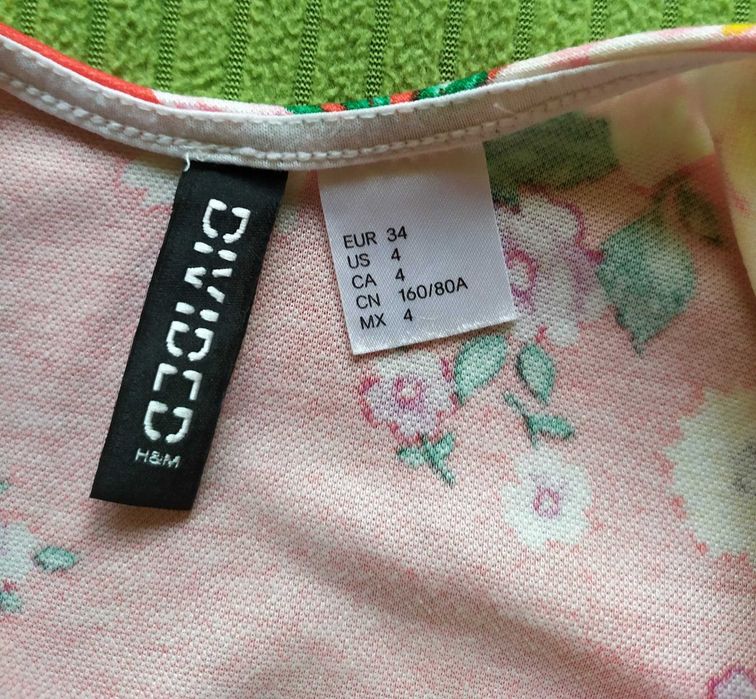 DIVIDED
H&M
EUR 34
US 4
CA 4
CN 160/80A
MX 4